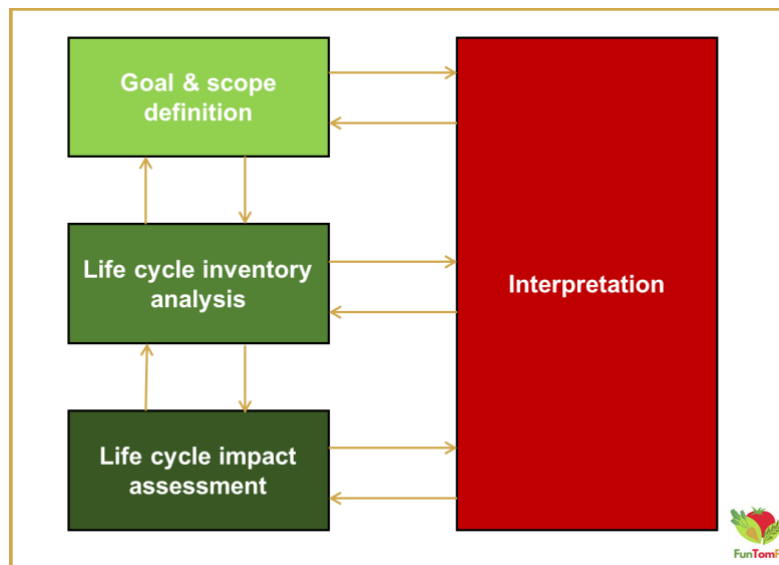 Goal & scope
definition
Life cycle inventory
analysis
Interpretation
Life cycle impact
assessment